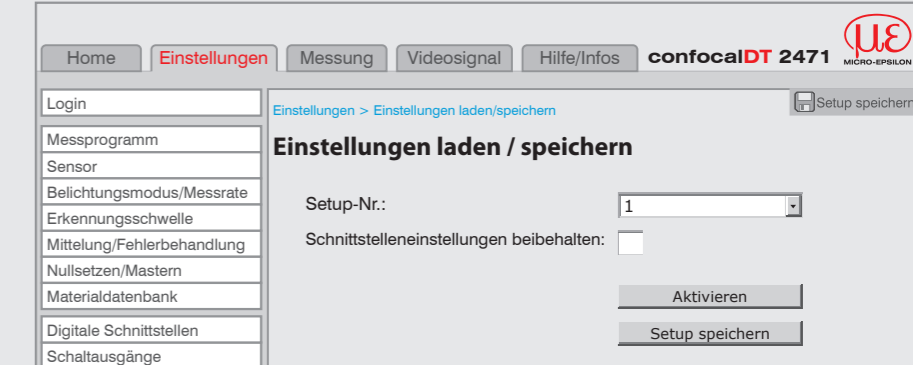 Home Einstellungen Messung Videosignal Hilfe/Infos confocalDT 2471 με MICRO-EPSILON
Login
Einstellungen > Einstellungen laden/speichern
Setup speichern
Einstellungen laden / speichern
Messprogramm
Sensor
Belichtungsmodus/Messrate
Erkennungsschwelle
Mittelung/Fehlerbehandlung
Nullsetzen/Mastern
Materialdatenbank
Digitale Schnittstellen
Schaltausgänge
Setup-Nr.: 1
Schnittstelleneinstellungen beibehalten:
Aktivieren
Setup speichern